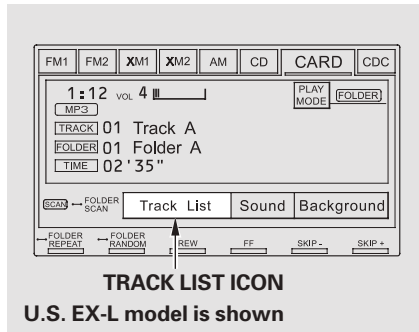 FM1 FM2 XM1 XM2 AM CD CARD CDC
1:12 VOL 4 PLAY MODE FOLDER
MP3
TRACK 01 Track A
FOLDER 01 Folder A
TIME 02'35"
SCAN FOLDER SCAN Track List Sound Background
FOLDER REPEAT FOLDER RANDOM REW FF SKIP - SKIP +
TRACK LIST ICON
U.S. EX-L model is shown